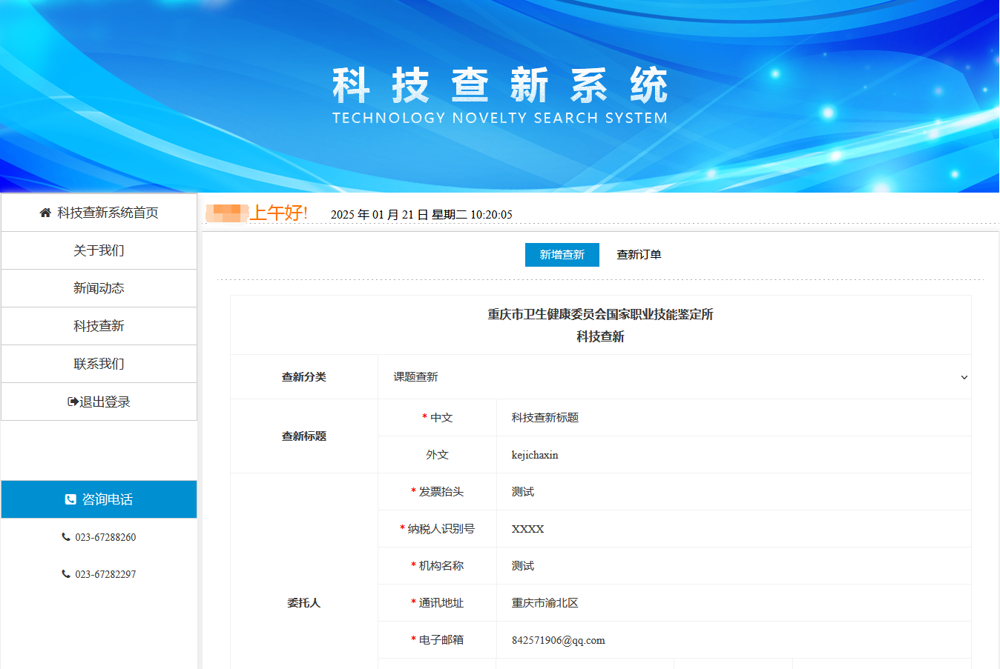 科技查新系统
TECHNOLOGY NOVELTY SEARCH SYSTEM
科技查新系统首页
关于我们
新闻动态
科技查新
联系我们
退出登录
咨询电话
023-67288260
023-67282297
上午好!
2025 年 01 月 21 日 星期二 10:20:05
新增查新 查新订单
重庆市卫生健康委员会国家职业技能鉴定所
科技查新
查新分类 课题查新
查新标题
* 中文 科技查新标题
外文 kejichaxin
委托人
* 发票抬头 测试
* 纳税人识别号 XXXX
* 机构名称 测试
* 通讯地址 重庆市渝北区
* 电子邮箱 842571906@qq.com